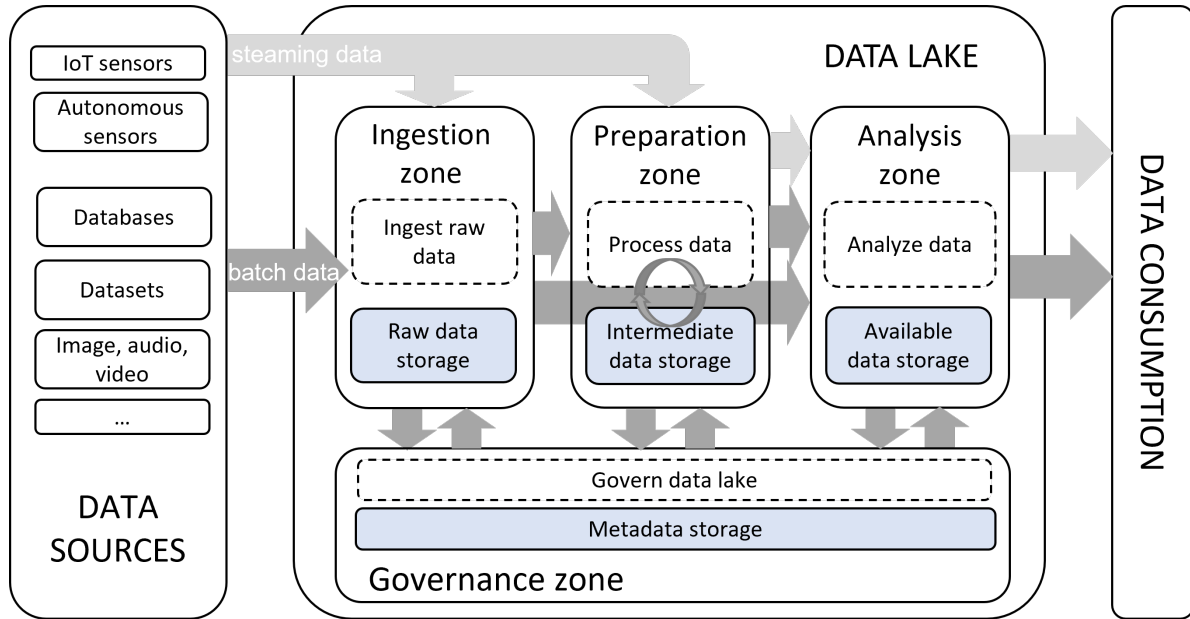 IoT sensors
Autonomous
sensors
Databases
Datasets
Image, audio,
video
...
DATA
SOURCES
steaming data
batch data
DATA LAKE
Ingestion
zone
Ingest raw
data
Raw data
storage
Preparation
zone
Process data
Intermediate
data storage
Analysis
zone
Analyze data
Available
data storage
Govern data lake
Metadata storage
Governance zone
DATA CONSUMPTION